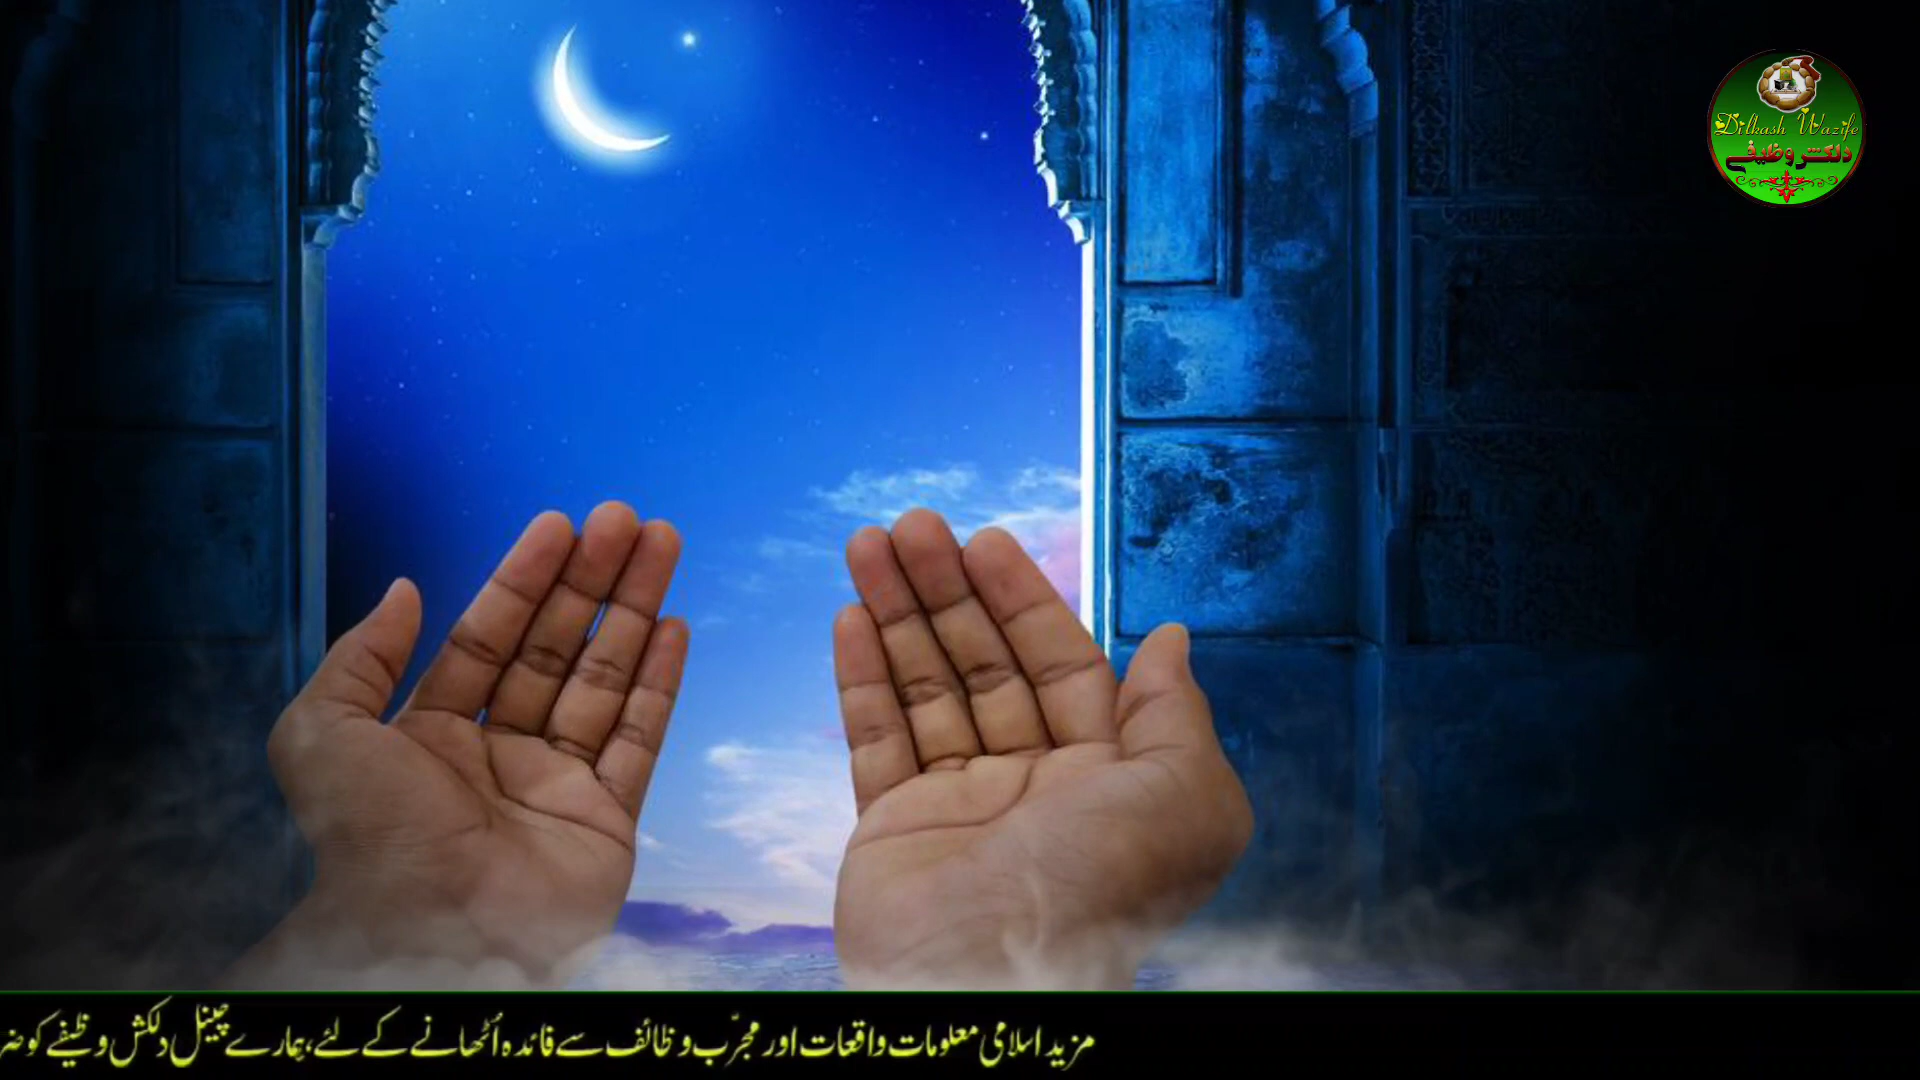 Dilkash Wazife
دلکش وظیفے
مزید اسلامی معلومات واقعات اور مجرّب وظائف سے فائدہ اُٹھانے کے لئے، ہمارے چینل دلکش وظیفے کو